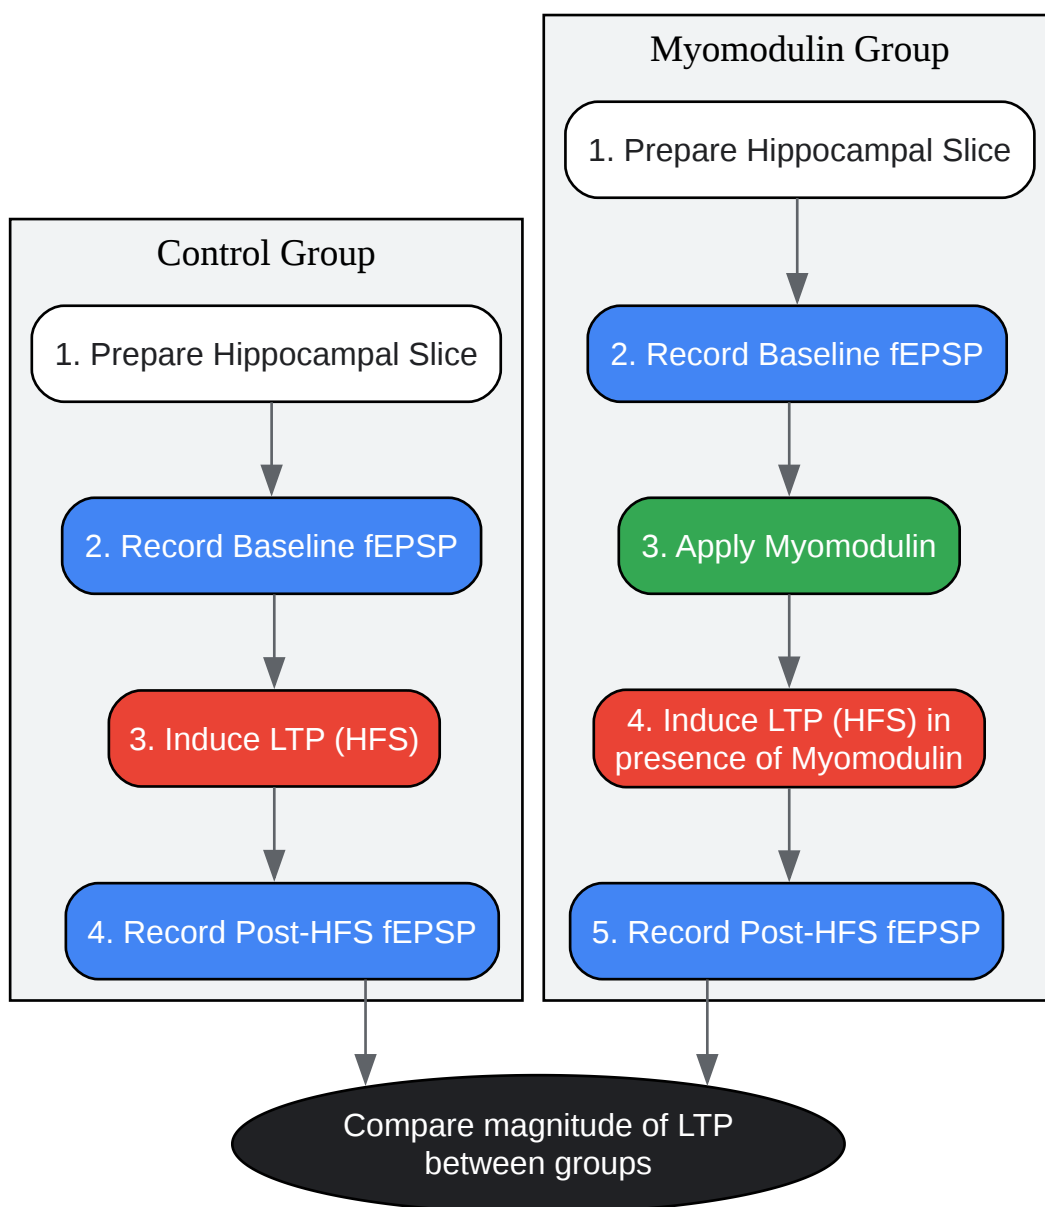 Control Group
1. Prepare Hippocampal Slice
2. Record Baseline fEPSP
3. Induce LTP (HFS)
4. Record Post-HFS fEPSP
Myomodulin Group
1. Prepare Hippocampal Slice
2. Record Baseline fEPSP
3. Apply Myomodulin
4. Induce LTP (HFS) in
presence of Myomodulin
5. Record Post-HFS fEPSP
Compare magnitude of LTP
between groups